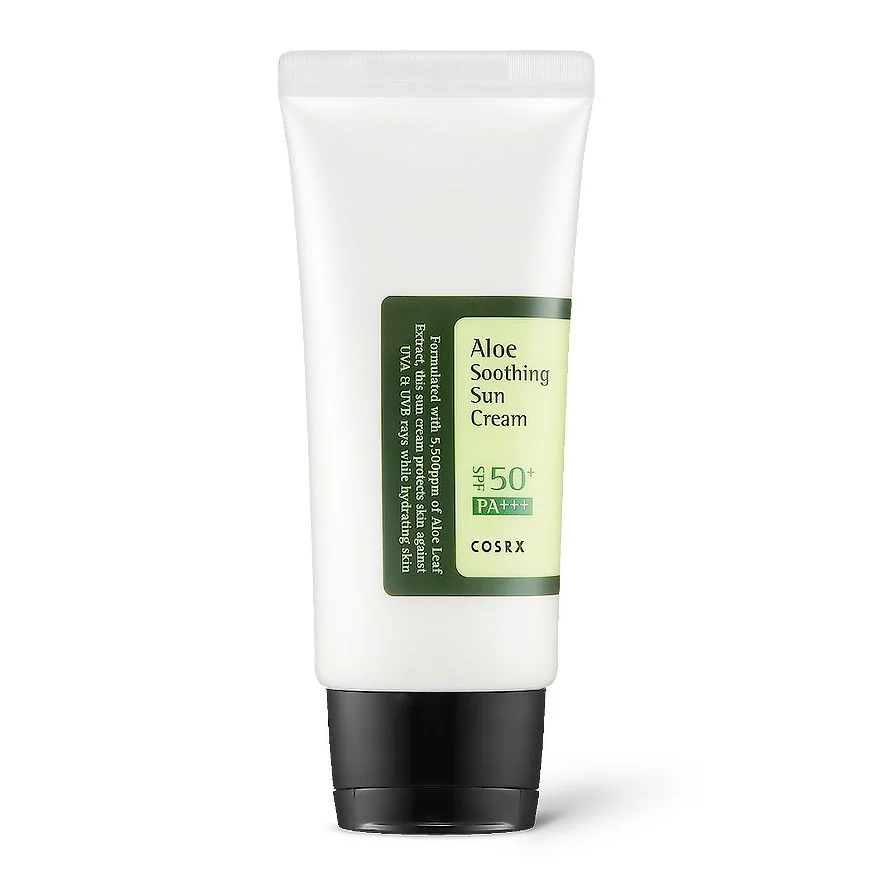 Aloe
Soothing
Sun
Cream
SPF 50+
PA+++
COSRX
Formulated with 5,500ppm of Aloe Leaf
Extract, this sun cream protects skin against
UVA & UVB rays while hydrating skin